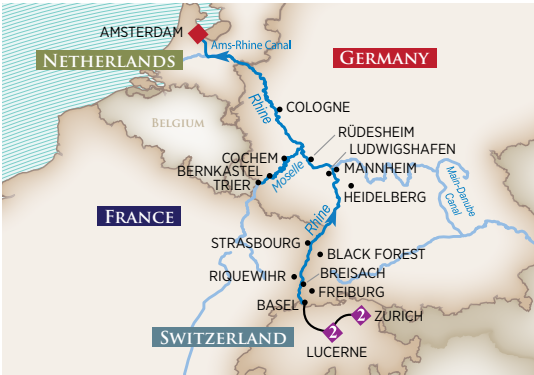 AMSTERDAM
Ams-Rhine Canal
NETHERLANDS
GERMANY
Rhine
COLOGNE
BELGIUM
RÜDESHEIM
LUDWIGSHAFEN
COCHEM
MANNHEIM
BERNKASTEL
Moselle
TRIER
HEIDELBERG
Main-Danube
Canal
FRANCE
Rhine
STRASBOURG
BLACK FOREST
RIQUEWIHR
BREISACH
FREIBURG
BASEL
2
ZURICH
SWITZERLAND
2
LUCERNE